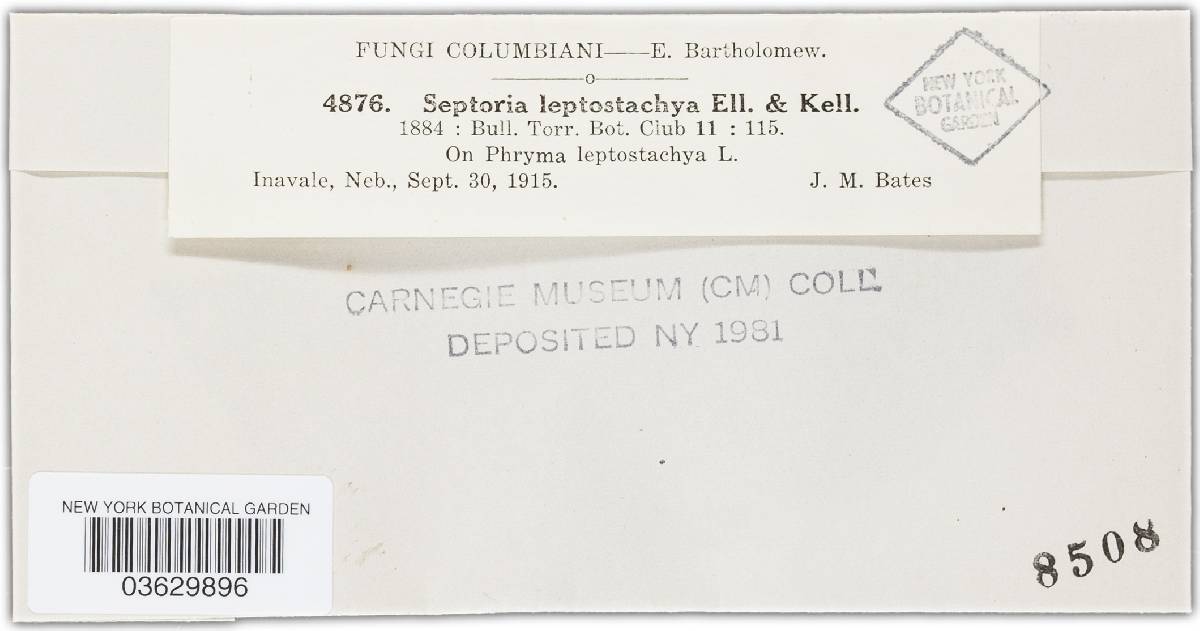 FUNGI COLUMBIANI——E. Bartholomew.
o
4876. Septoria leptostachya Ell. & Kell.
1884 : Bull. Torr. Bot. Club 11 : 115.
On Phryma leptostachya L.
Inavale, Neb., Sept. 30, 1915. J. M. Bates
NEW YORK
BOTANICAL
GARDEN
CARNEGIE MUSEUM (CM) COLL.
DEPOSITED NY 1981
NEW YORK BOTANICAL GARDEN
03629896
8508